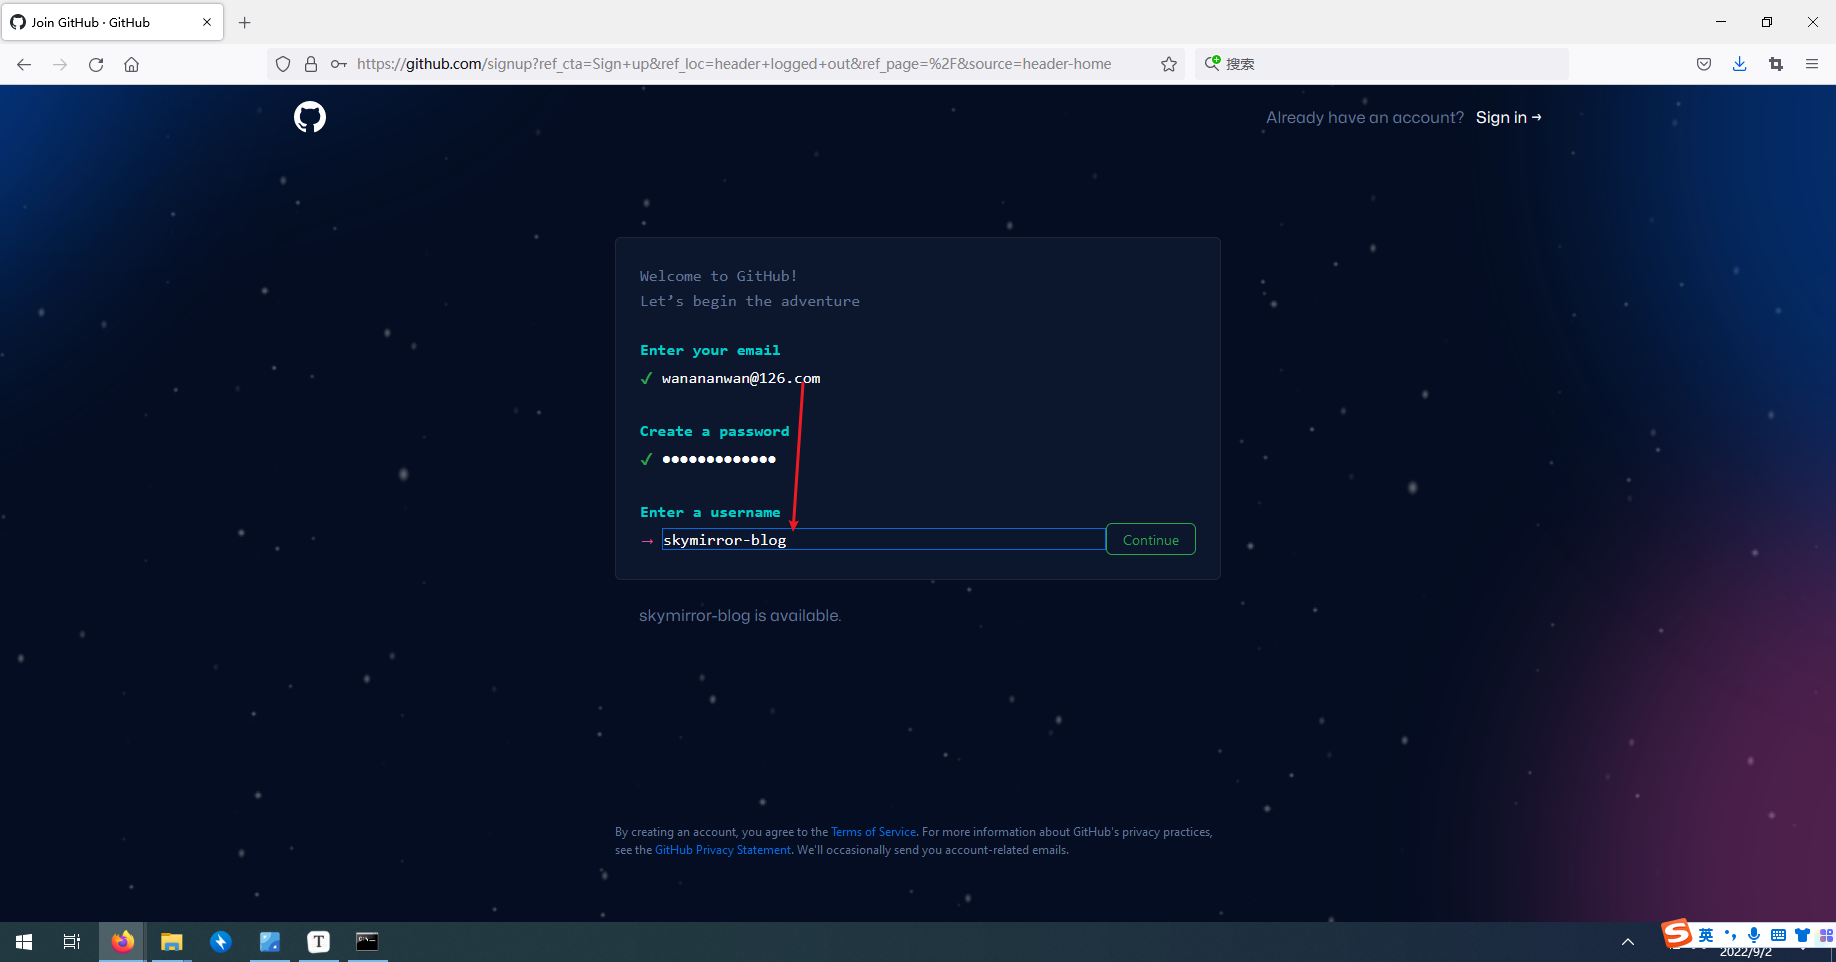 Join GitHub · GitHub
https://github.com/signup?ref_cta=Sign+up&ref_loc=header+logged+out&ref_page=%2F&source=header-home
搜索
Already have an account? Sign in →
Welcome to GitHub!
Let’s begin the adventure
Enter your email
✓ wanananwan@126.com
Create a password
✓ •••••••••••••
Enter a username
→ skymirror-blog
Continue
skymirror-blog is available.
By creating an account, you agree to the Terms of Service. For more information about GitHub's privacy practices,
see the GitHub Privacy Statement. We'll occasionally send you account-related emails.
T
S 英
2022/9/2